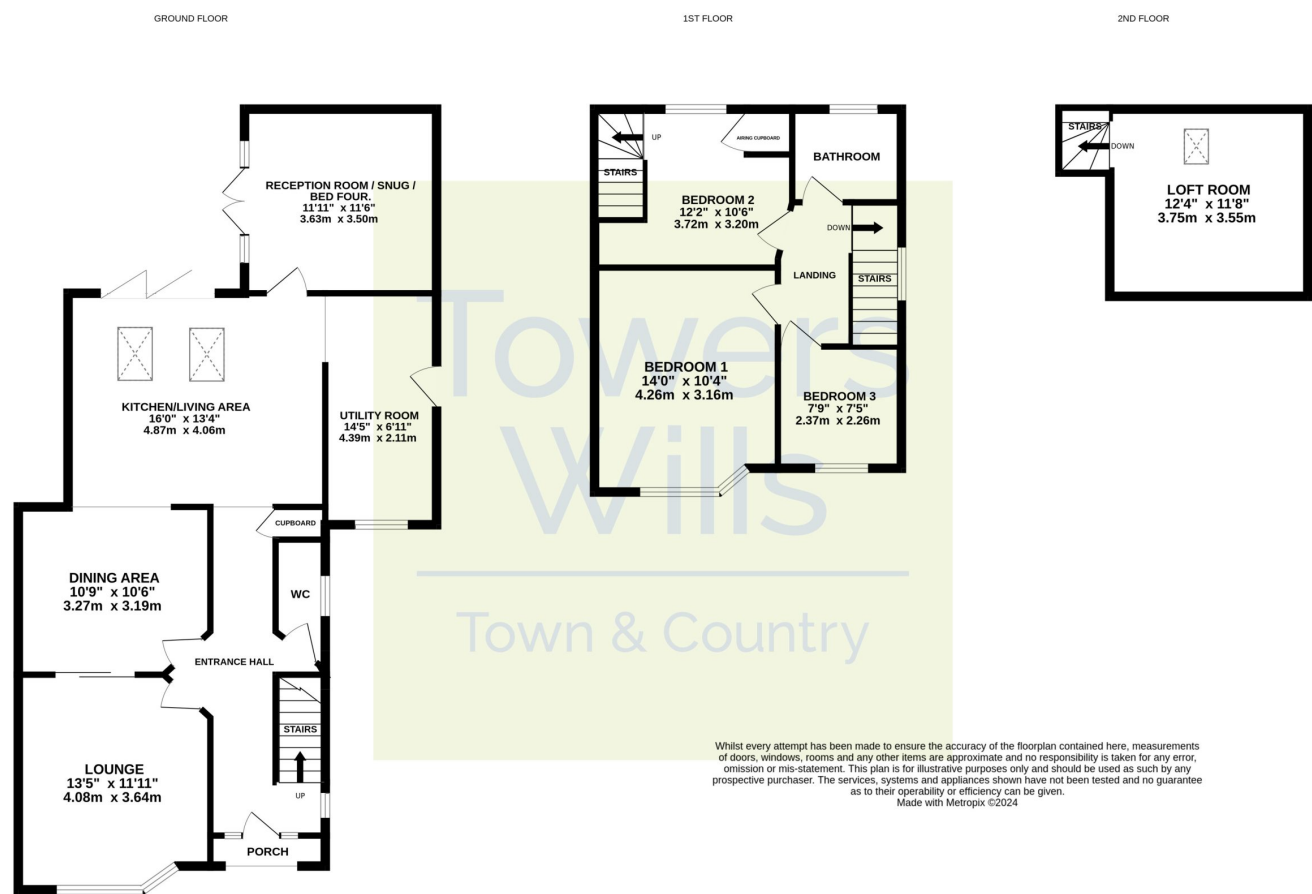 GROUND FLOOR
1ST FLOOR
2ND FLOOR
RECEPTION ROOM / SNUG /
BED FOUR.
11'11" x 11'6"
3.63m x 3.50m
KITCHEN/LIVING AREA
16'0" x 13'4"
4.87m x 4.06m
UTILITY ROOM
14'5" x 6'11"
4.39m x 2.11m
CUPBOARD
DINING AREA
10'9" x 10'6"
3.27m x 3.19m
WC
ENTRANCE HALL
STAIRS
UP
LOUNGE
13'5" x 11'11"
4.08m x 3.64m
PORCH
UP
STAIRS
AIRING CUPBOARD
BATHROOM
BEDROOM 2
12'2" x 10'6"
3.72m x 3.20m
DOWN
LANDING
STAIRS
BEDROOM 1
14'0" x 10'4"
4.26m x 3.16m
BEDROOM 3
7'9" x 7'5"
2.37m x 2.26m
STAIRS
DOWN
LOFT ROOM
12'4" x 11'8"
3.75m x 3.55m
Towers
Wills
Town & Country
Whilst every attempt has been made to ensure the accuracy of the floorplan contained here, measurements
of doors, windows, rooms and any other items are approximate and no responsibility is taken for any error,
omission or mis-statement. This plan is for illustrative purposes only and should be used as such by any
prospective purchaser. The services, systems and appliances shown have not been tested and no guarantee
as to their operability or efficiency can be given.
Made with Metropix ©2024